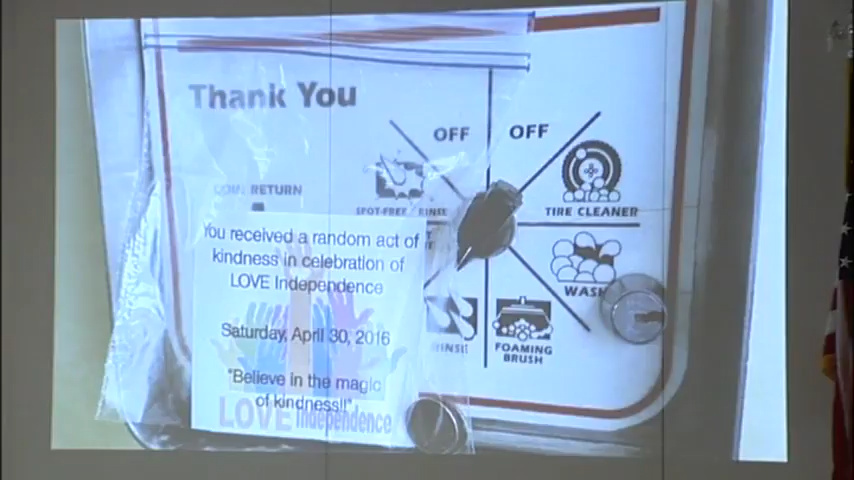 Thank You
OFF OFF
COIN RETURN
SPOT-FREE RINSE
TIRE CLEANER
You received a random act of
kindness in celebration of
LOVE Independence
Saturday, April 30, 2016
"Believe in the magic
of kindness!!"
LOVE Independence
WASH
RINSE
FOAMING
BRUSH